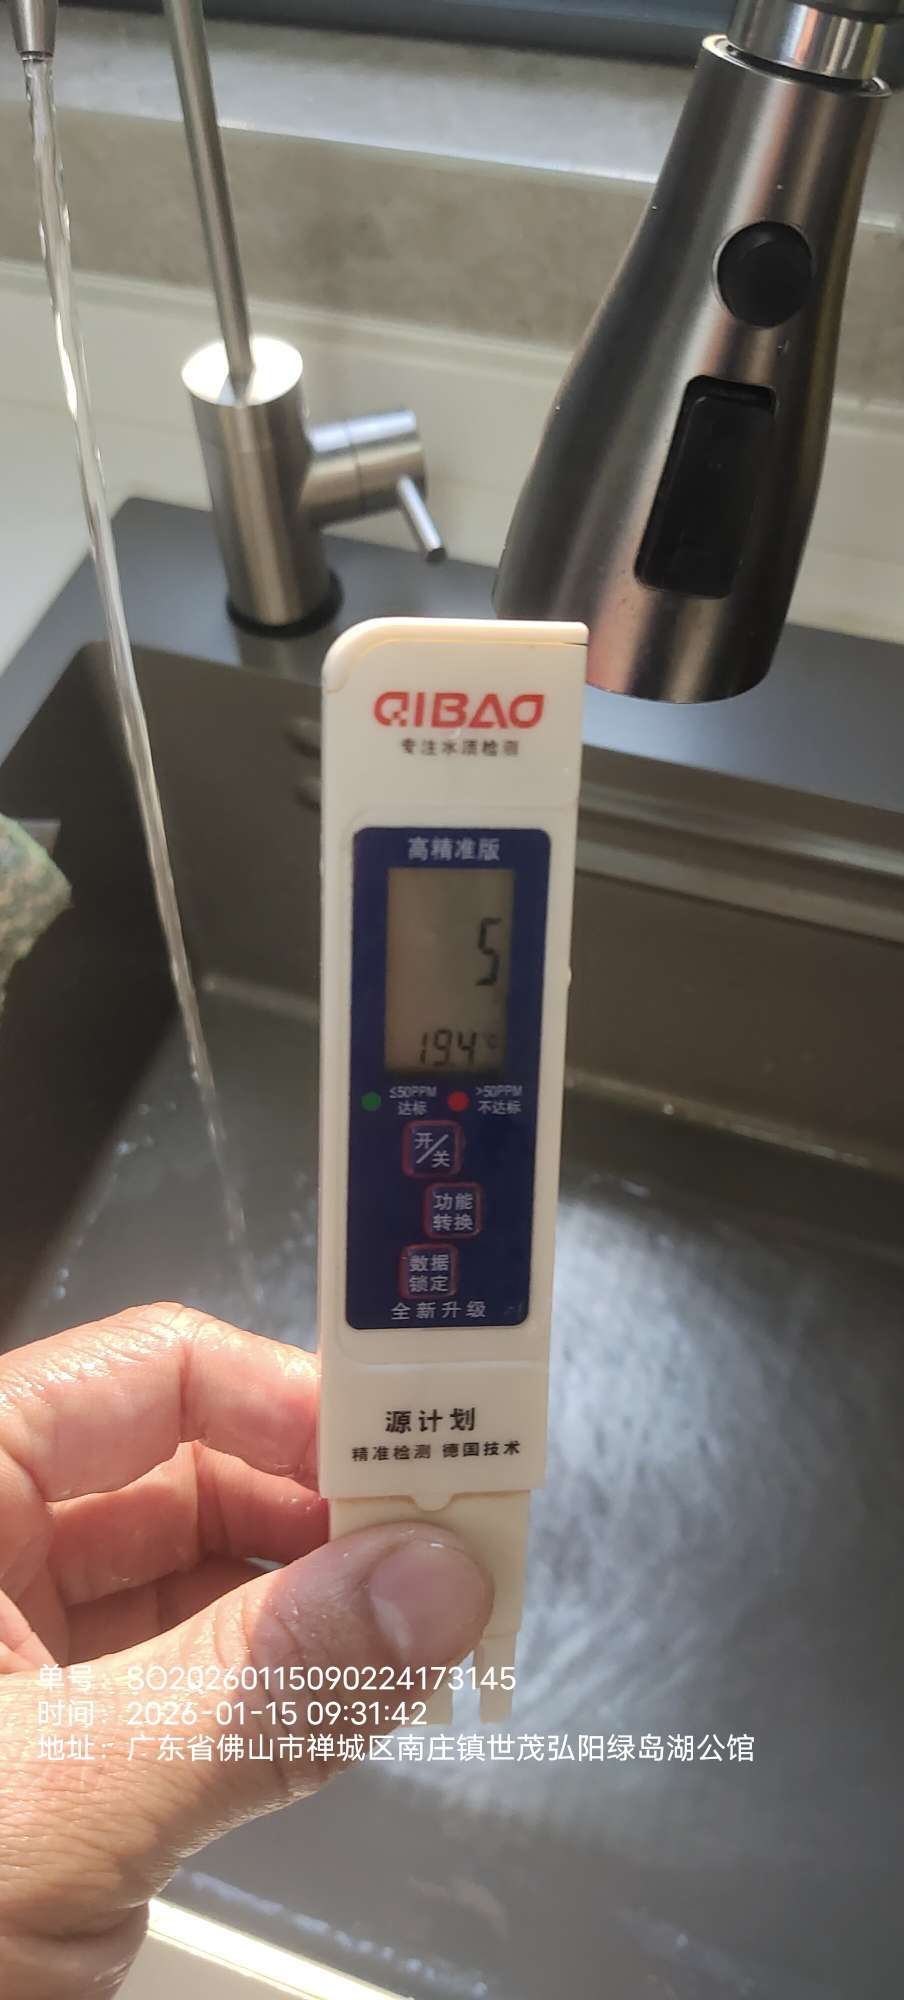 QIBAO
专注水质检测
高精准版
5
19.4°C
≤50PPM
达标
>50PPM
不达标
开/关
功能
转换
数据
锁定
全新升级
源计划
精准检测 德国技术
单号：SO202601150902241731​45
时间：2026-01-15 09:31:42
地址：广东省佛山市禅城区南庄镇世茂弘阳绿岛湖公馆